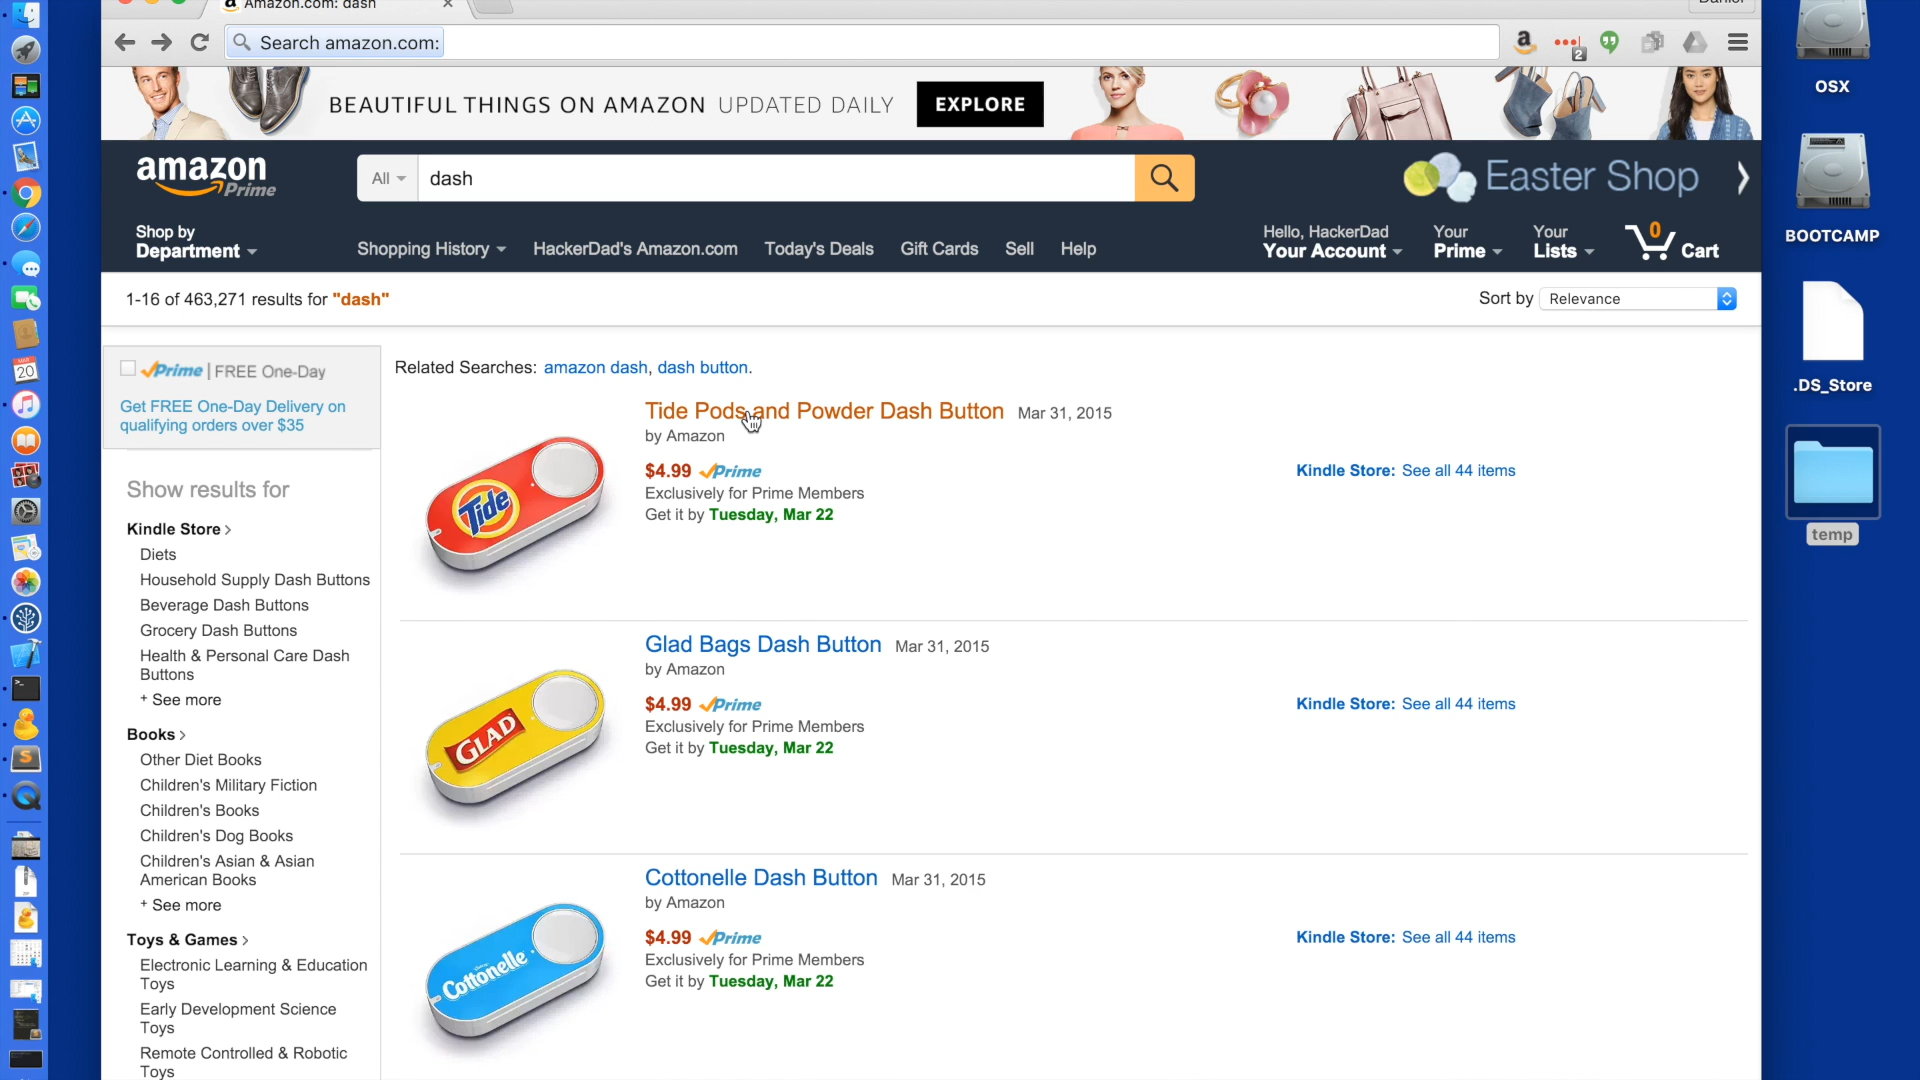 Amazon.com: dash
Search amazon.com:
2
BEAUTIFUL THINGS ON AMAZON UPDATED DAILY EXPLORE
amazon Prime
All
dash
Easter Shop
Shop by
Department
Shopping History
HackerDad's Amazon.com
Today's Deals
Gift Cards
Sell
Help
Hello, HackerDad
Your Account
Your
Prime
Your
Lists
0
Cart
1-16 of 463,271 results for "dash"
Sort by Relevance
Prime | FREE One-Day
Get FREE One-Day Delivery on
qualifying orders over $35
Show results for
Kindle Store
Diets
Household Supply Dash Buttons
Beverage Dash Buttons
Grocery Dash Buttons
Health & Personal Care Dash
Buttons
+ See more
Books
Other Diet Books
Children's Military Fiction
Children's Books
Children's Dog Books
Children's Asian & Asian
American Books
+ See more
Toys & Games
Electronic Learning & Education
Toys
Early Development Science
Toys
Remote Controlled & Robotic
Toys
Related Searches: amazon dash, dash button.
Tide
Tide Pods and Powder Dash Button Mar 31, 2015
by Amazon
$4.99 Prime
Exclusively for Prime Members
Get it by Tuesday, Mar 22
Kindle Store: See all 44 items
GLAD
Glad Bags Dash Button Mar 31, 2015
by Amazon
$4.99 Prime
Exclusively for Prime Members
Get it by Tuesday, Mar 22
Kindle Store: See all 44 items
Cottonelle
Cottonelle Dash Button Mar 31, 2015
by Amazon
$4.99 Prime
Exclusively for Prime Members
Get it by Tuesday, Mar 22
Kindle Store: See all 44 items
OSX
BOOTCAMP
.DS_Store
temp
20